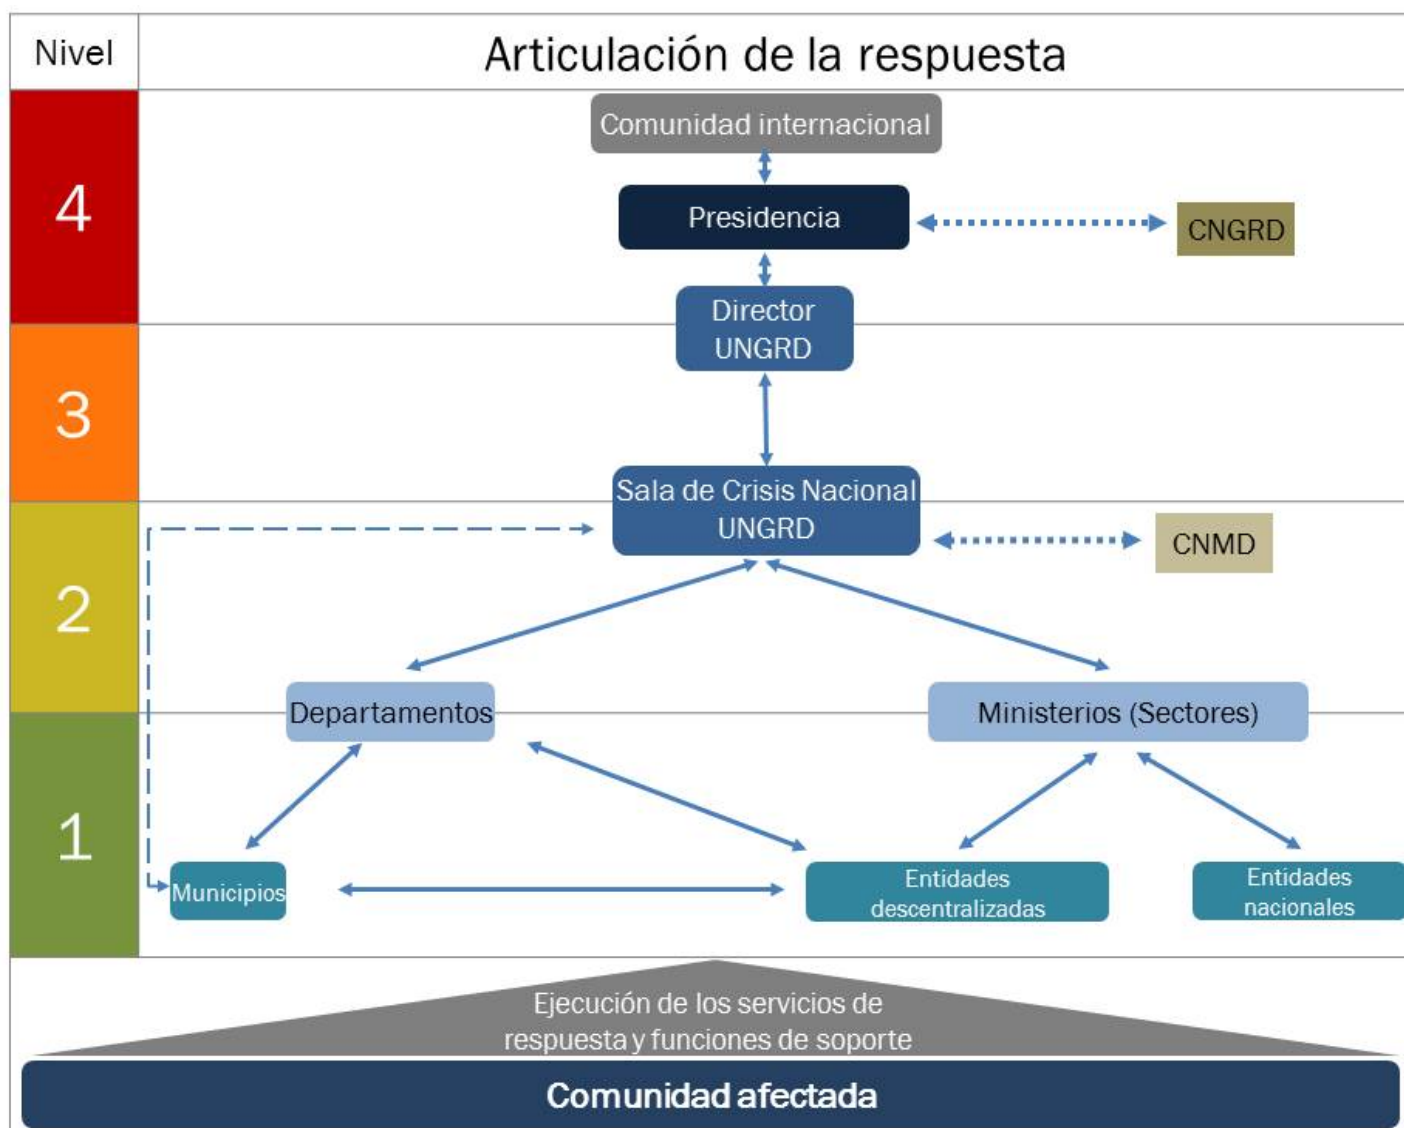 Nivel
Articulación de la respuesta
4
Comunidad internacional
Presidencia
CNGRD
Director
UNGRD
3
Sala de Crisis Nacional
UNGRD
CNMD
2
Departamentos
Ministerios (Sectores)
1
Municipios
Entidades
descentralizadas
Entidades
nacionales
Ejecución de los servicios de
respuesta y funciones de soporte
Comunidad afectada